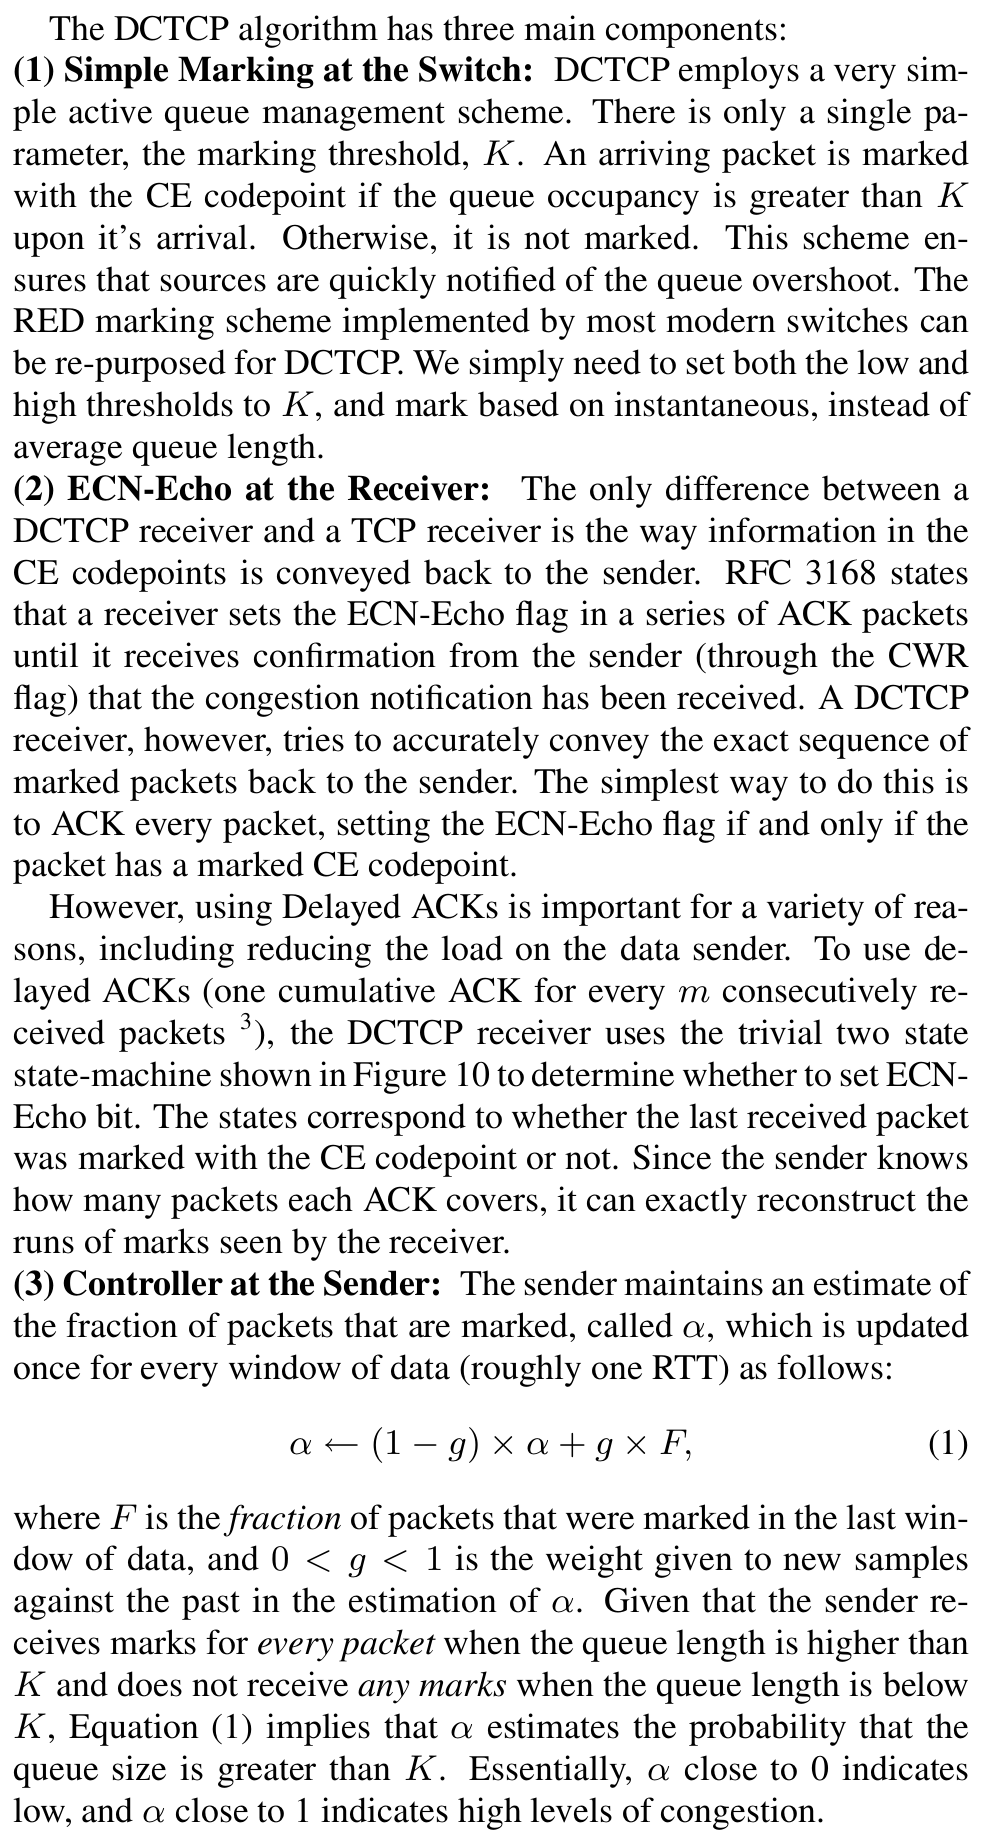 The DCTCP algorithm has three main components:
(1) Simple Marking at the Switch: DCTCP employs a very sim-
ple active queue management scheme. There is only a single pa-
rameter, the marking threshold, K. An arriving packet is marked
with the CE codepoint if the queue occupancy is greater than K
upon it's arrival. Otherwise, it is not marked. This scheme en-
sures that sources are quickly notified of the queue overshoot. The
RED marking scheme implemented by most modern switches can
be re-purposed for DCTCP. We simply need to set both the low and
high thresholds to K, and mark based on instantaneous, instead of
average queue length.
(2) ECN-Echo at the Receiver: The only difference between a
DCTCP receiver and a TCP receiver is the way information in the
CE codepoints is conveyed back to the sender. RFC 3168 states
that a receiver sets the ECN-Echo flag in a series of ACK packets
until it receives confirmation from the sender (through the CWR
flag) that the congestion notification has been received. A DCTCP
receiver, however, tries to accurately convey the exact sequence of
marked packets back to the sender. The simplest way to do this is
to ACK every packet, setting the ECN-Echo flag if and only if the
packet has a marked CE codepoint.
However, using Delayed ACKs is important for a variety of rea-
sons, including reducing the load on the data sender. To use de-
layed ACKs (one cumulative ACK for every m consecutively re-
ceived packets ³), the DCTCP receiver uses the trivial two state
state-machine shown in Figure 10 to determine whether to set ECN-
Echo bit. The states correspond to whether the last received packet
was marked with the CE codepoint or not. Since the sender knows
how many packets each ACK covers, it can exactly reconstruct the
runs of marks seen by the receiver.
(3) Controller at the Sender: The sender maintains an estimate of
the fraction of packets that are marked, called α, which is updated
once for every window of data (roughly one RTT) as follows:
α ← (1 − g) × α + g × F, (1)
where F is the fraction of packets that were marked in the last win-
dow of data, and 0 < g < 1 is the weight given to new samples
against the past in the estimation of α. Given that the sender re-
ceives marks for every packet when the queue length is higher than
K and does not receive any marks when the queue length is below
K, Equation (1) implies that α estimates the probability that the
queue size is greater than K. Essentially, α close to 0 indicates
low, and α close to 1 indicates high levels of congestion.